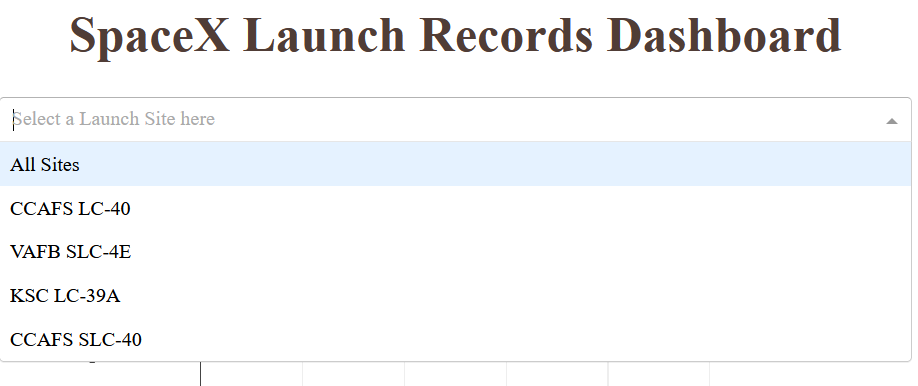 SpaceX Launch Records Dashboard
Select a Launch Site here
All Sites
CCAFS LC-40
VAFB SLC-4E
KSC LC-39A
CCAFS SLC-40